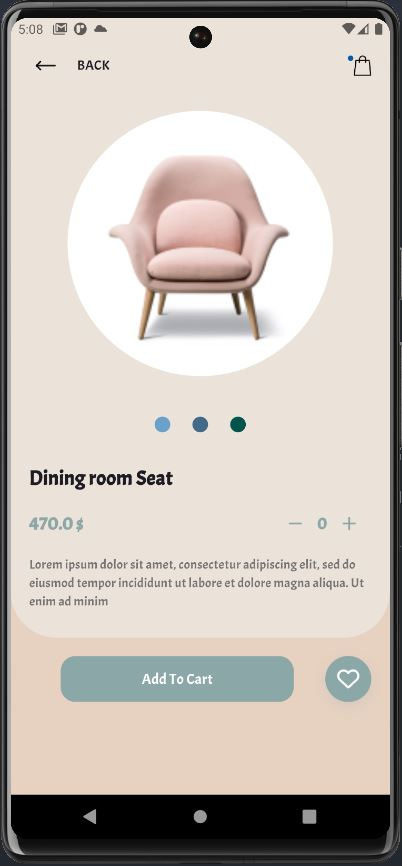 5:08
BACK
Dining room Seat
470.0 $
0
Lorem ipsum dolor sit amet, consectetur adipiscing elit, sed do
eiusmod tempor incididunt ut labore et dolore magna aliqua. Ut
enim ad minim
Add To Cart